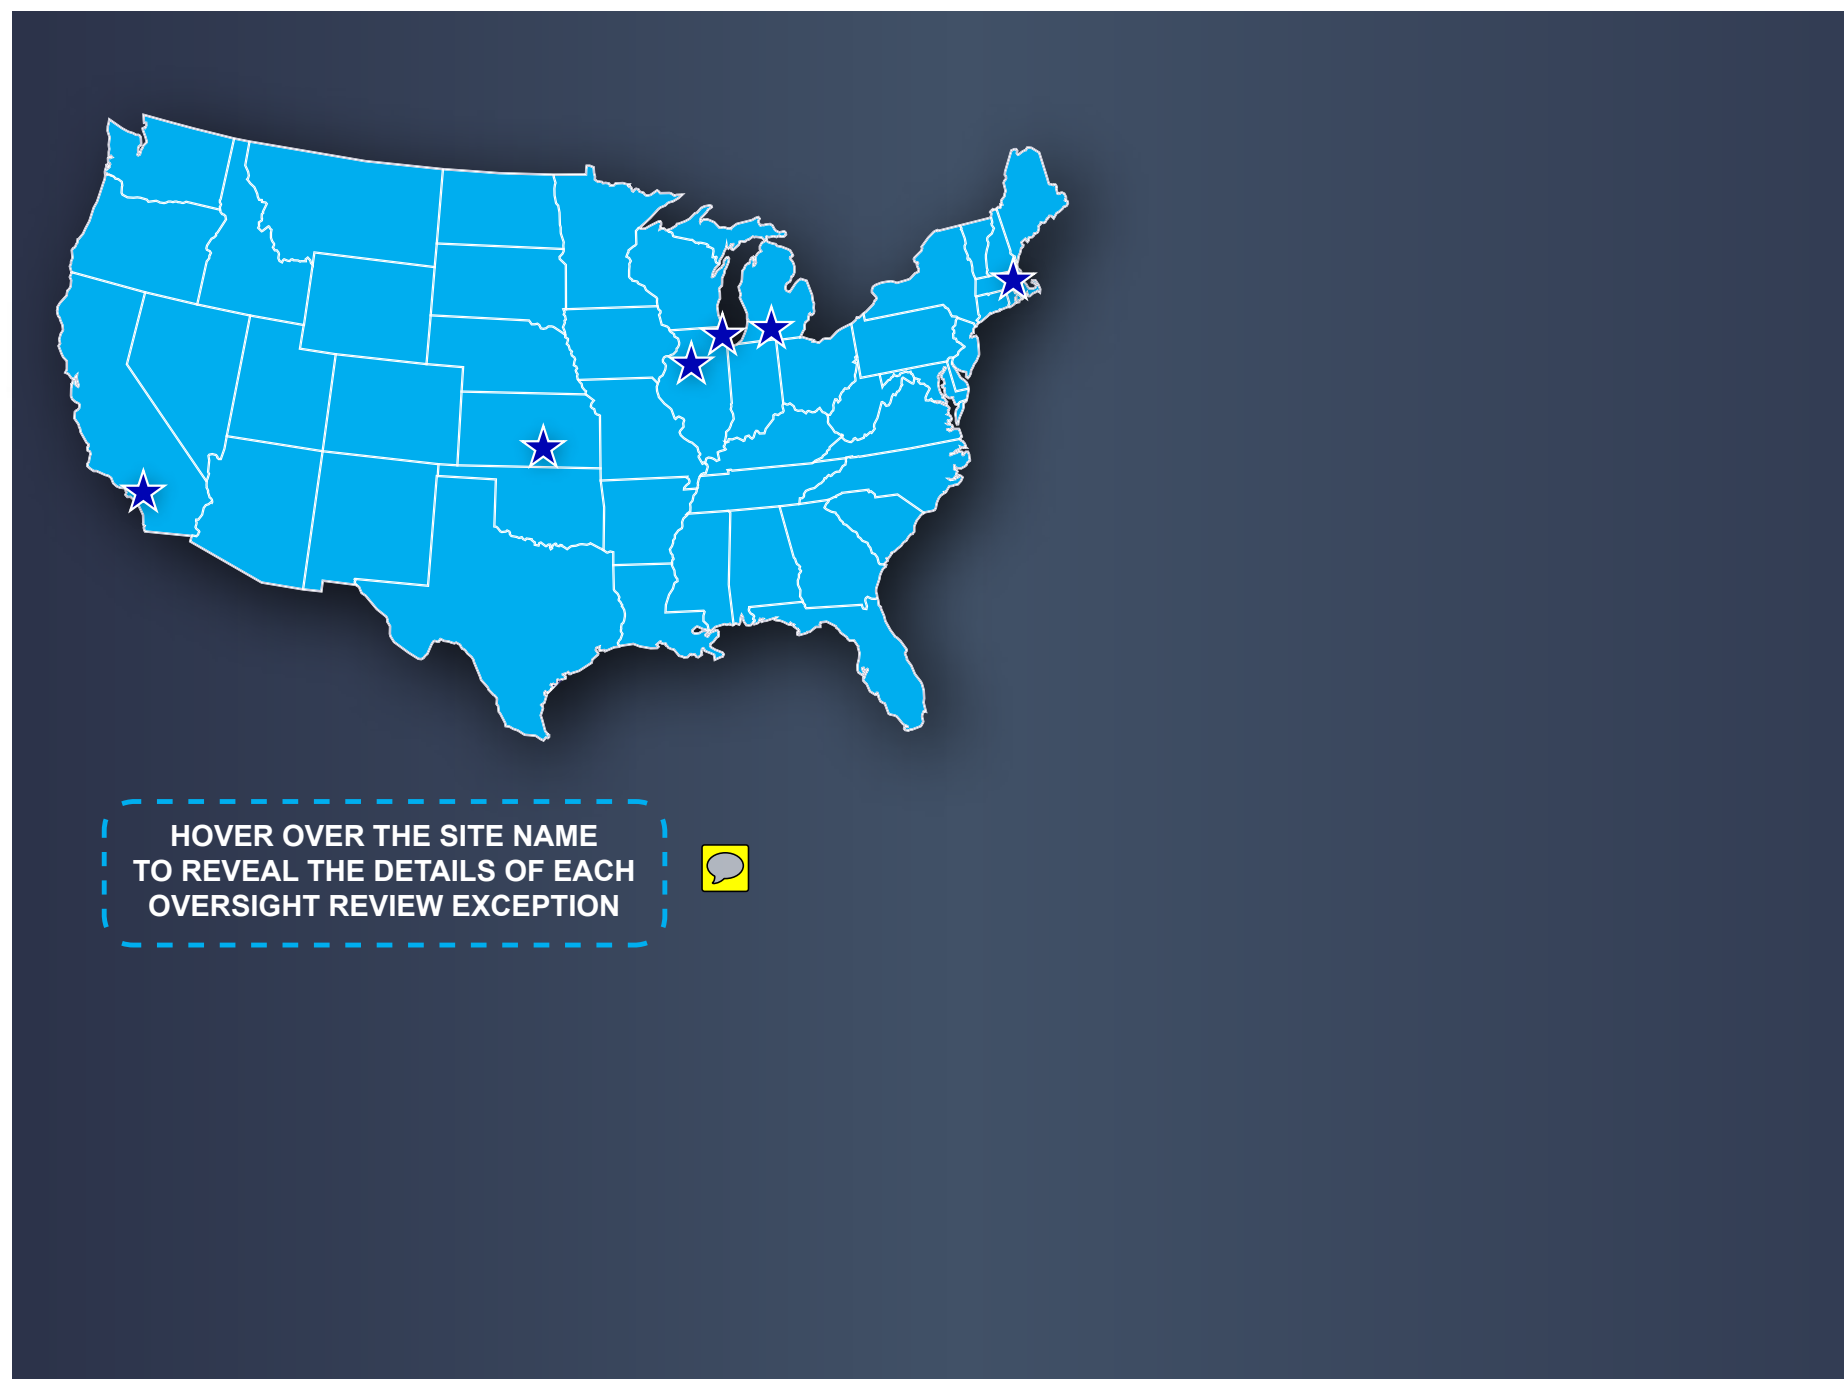 HOVER OVER THE SITE NAME
TO REVEAL THE DETAILS OF EACH
OVERSIGHT REVIEW EXCEPTION